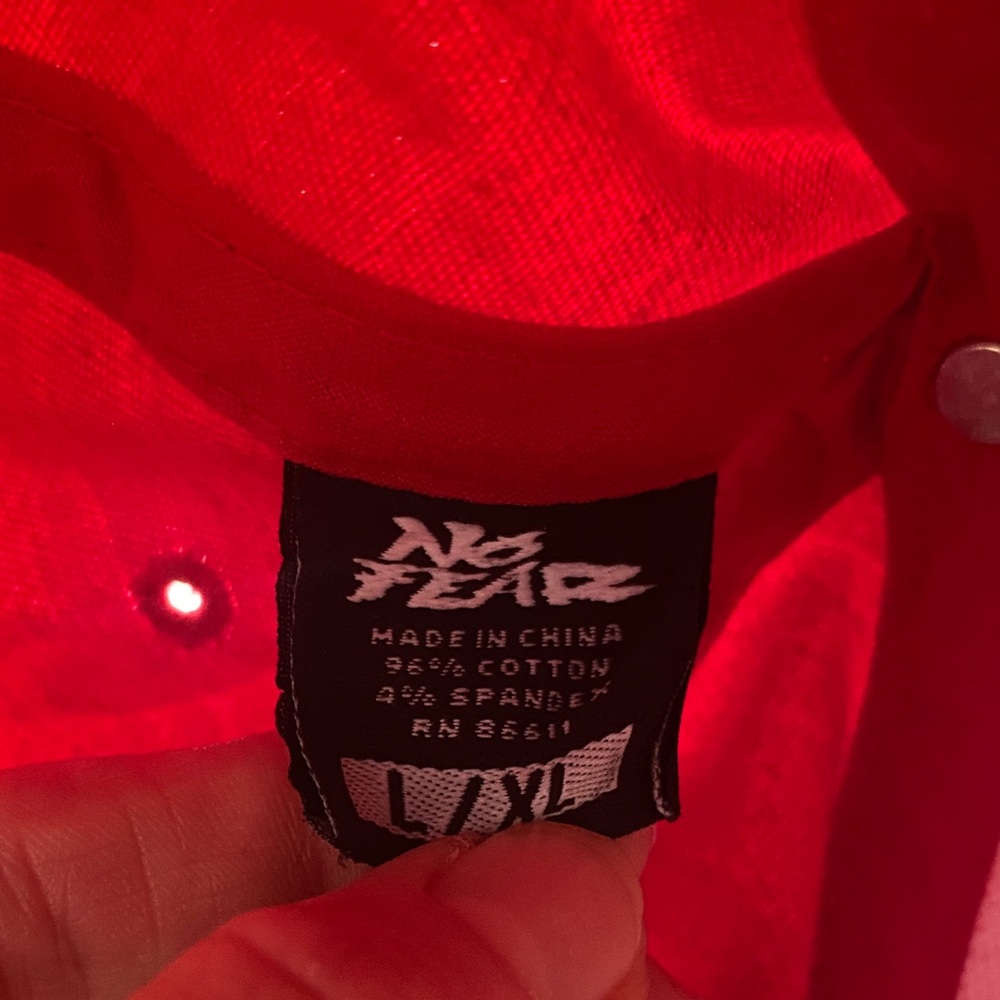 NO
FEAR
MADE IN CHINA
96% COTTON
4% SPANDEX
RN 86611
L/XL